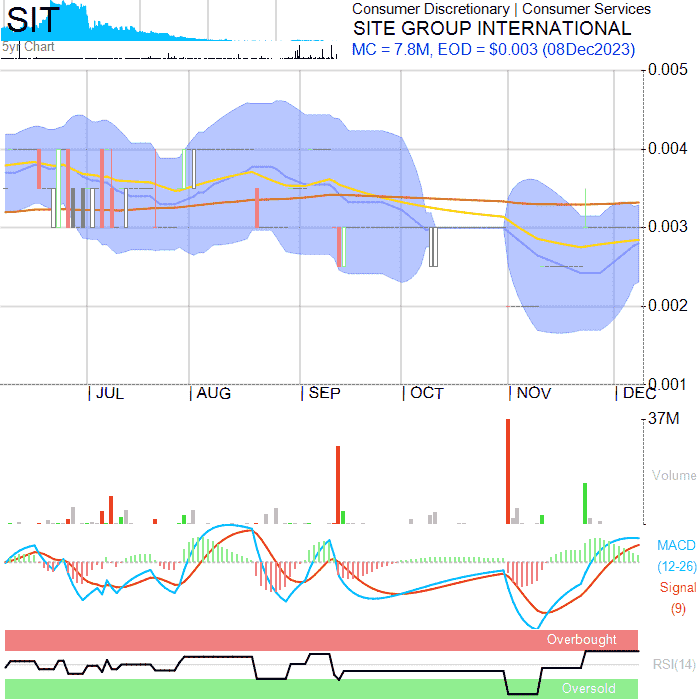 SIT
5yr Chart
Consumer Discretionary | Consumer Services
SITE GROUP INTERNATIONAL
MC = 7.8M, EOD = $0.003 (08Dec2023)
0.005
0.004
0.003
0.002
0.001
JUL
AUG
SEP
OCT
NOV
DEC
37M
Volume
MACD
(12-26)
Signal
(9)
Overbought
RSI(14)
Oversold